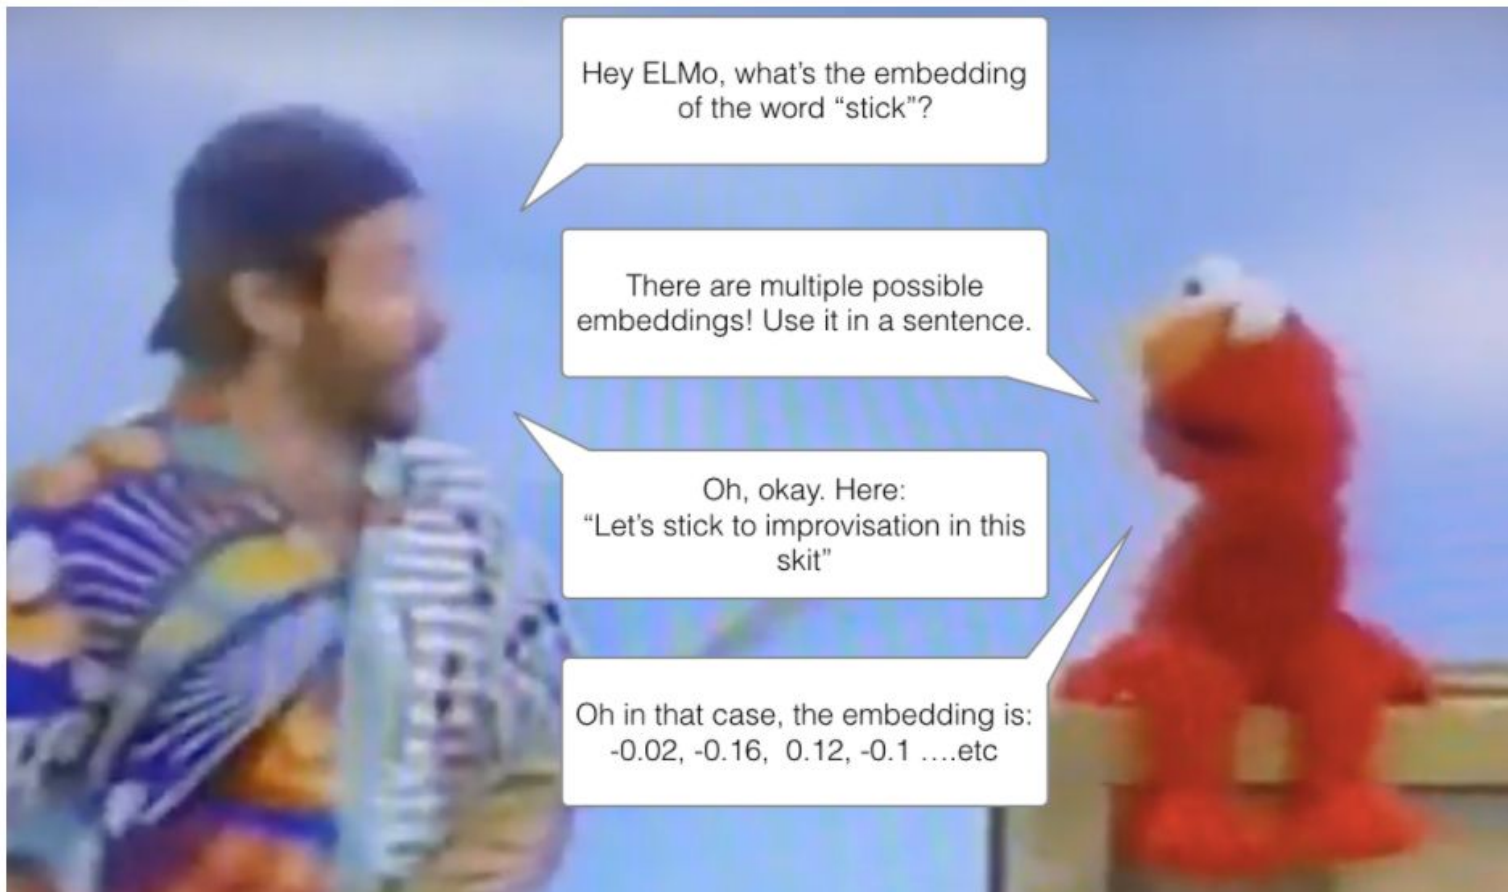 Hey ELMo, what's the embedding
of the word “stick”?
There are multiple possible
embeddings! Use it in a sentence.
Oh, okay. Here:
“Let's stick to improvisation in this
skit”
Oh in that case, the embedding is:
-0.02, -0.16, 0.12, -0.1 ....etc